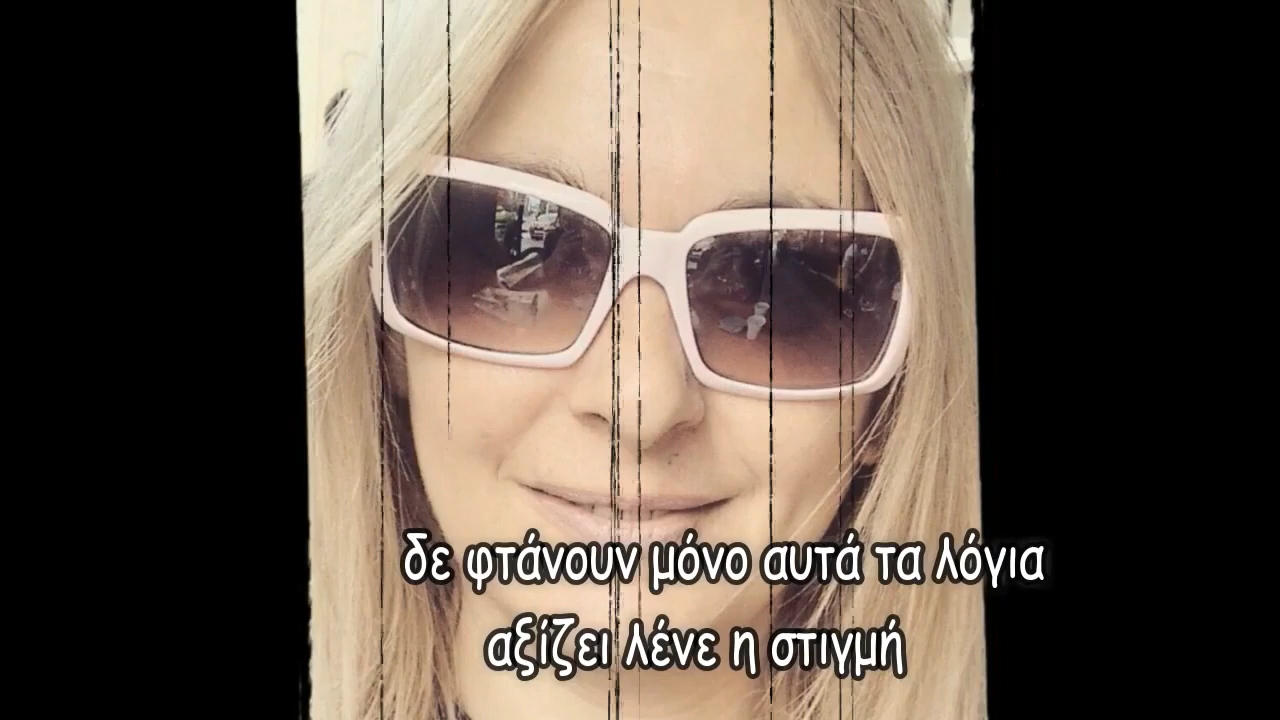 δε φτάνουν μόνο αυτά τα λόγια
αξίζει λένε η στιγμή